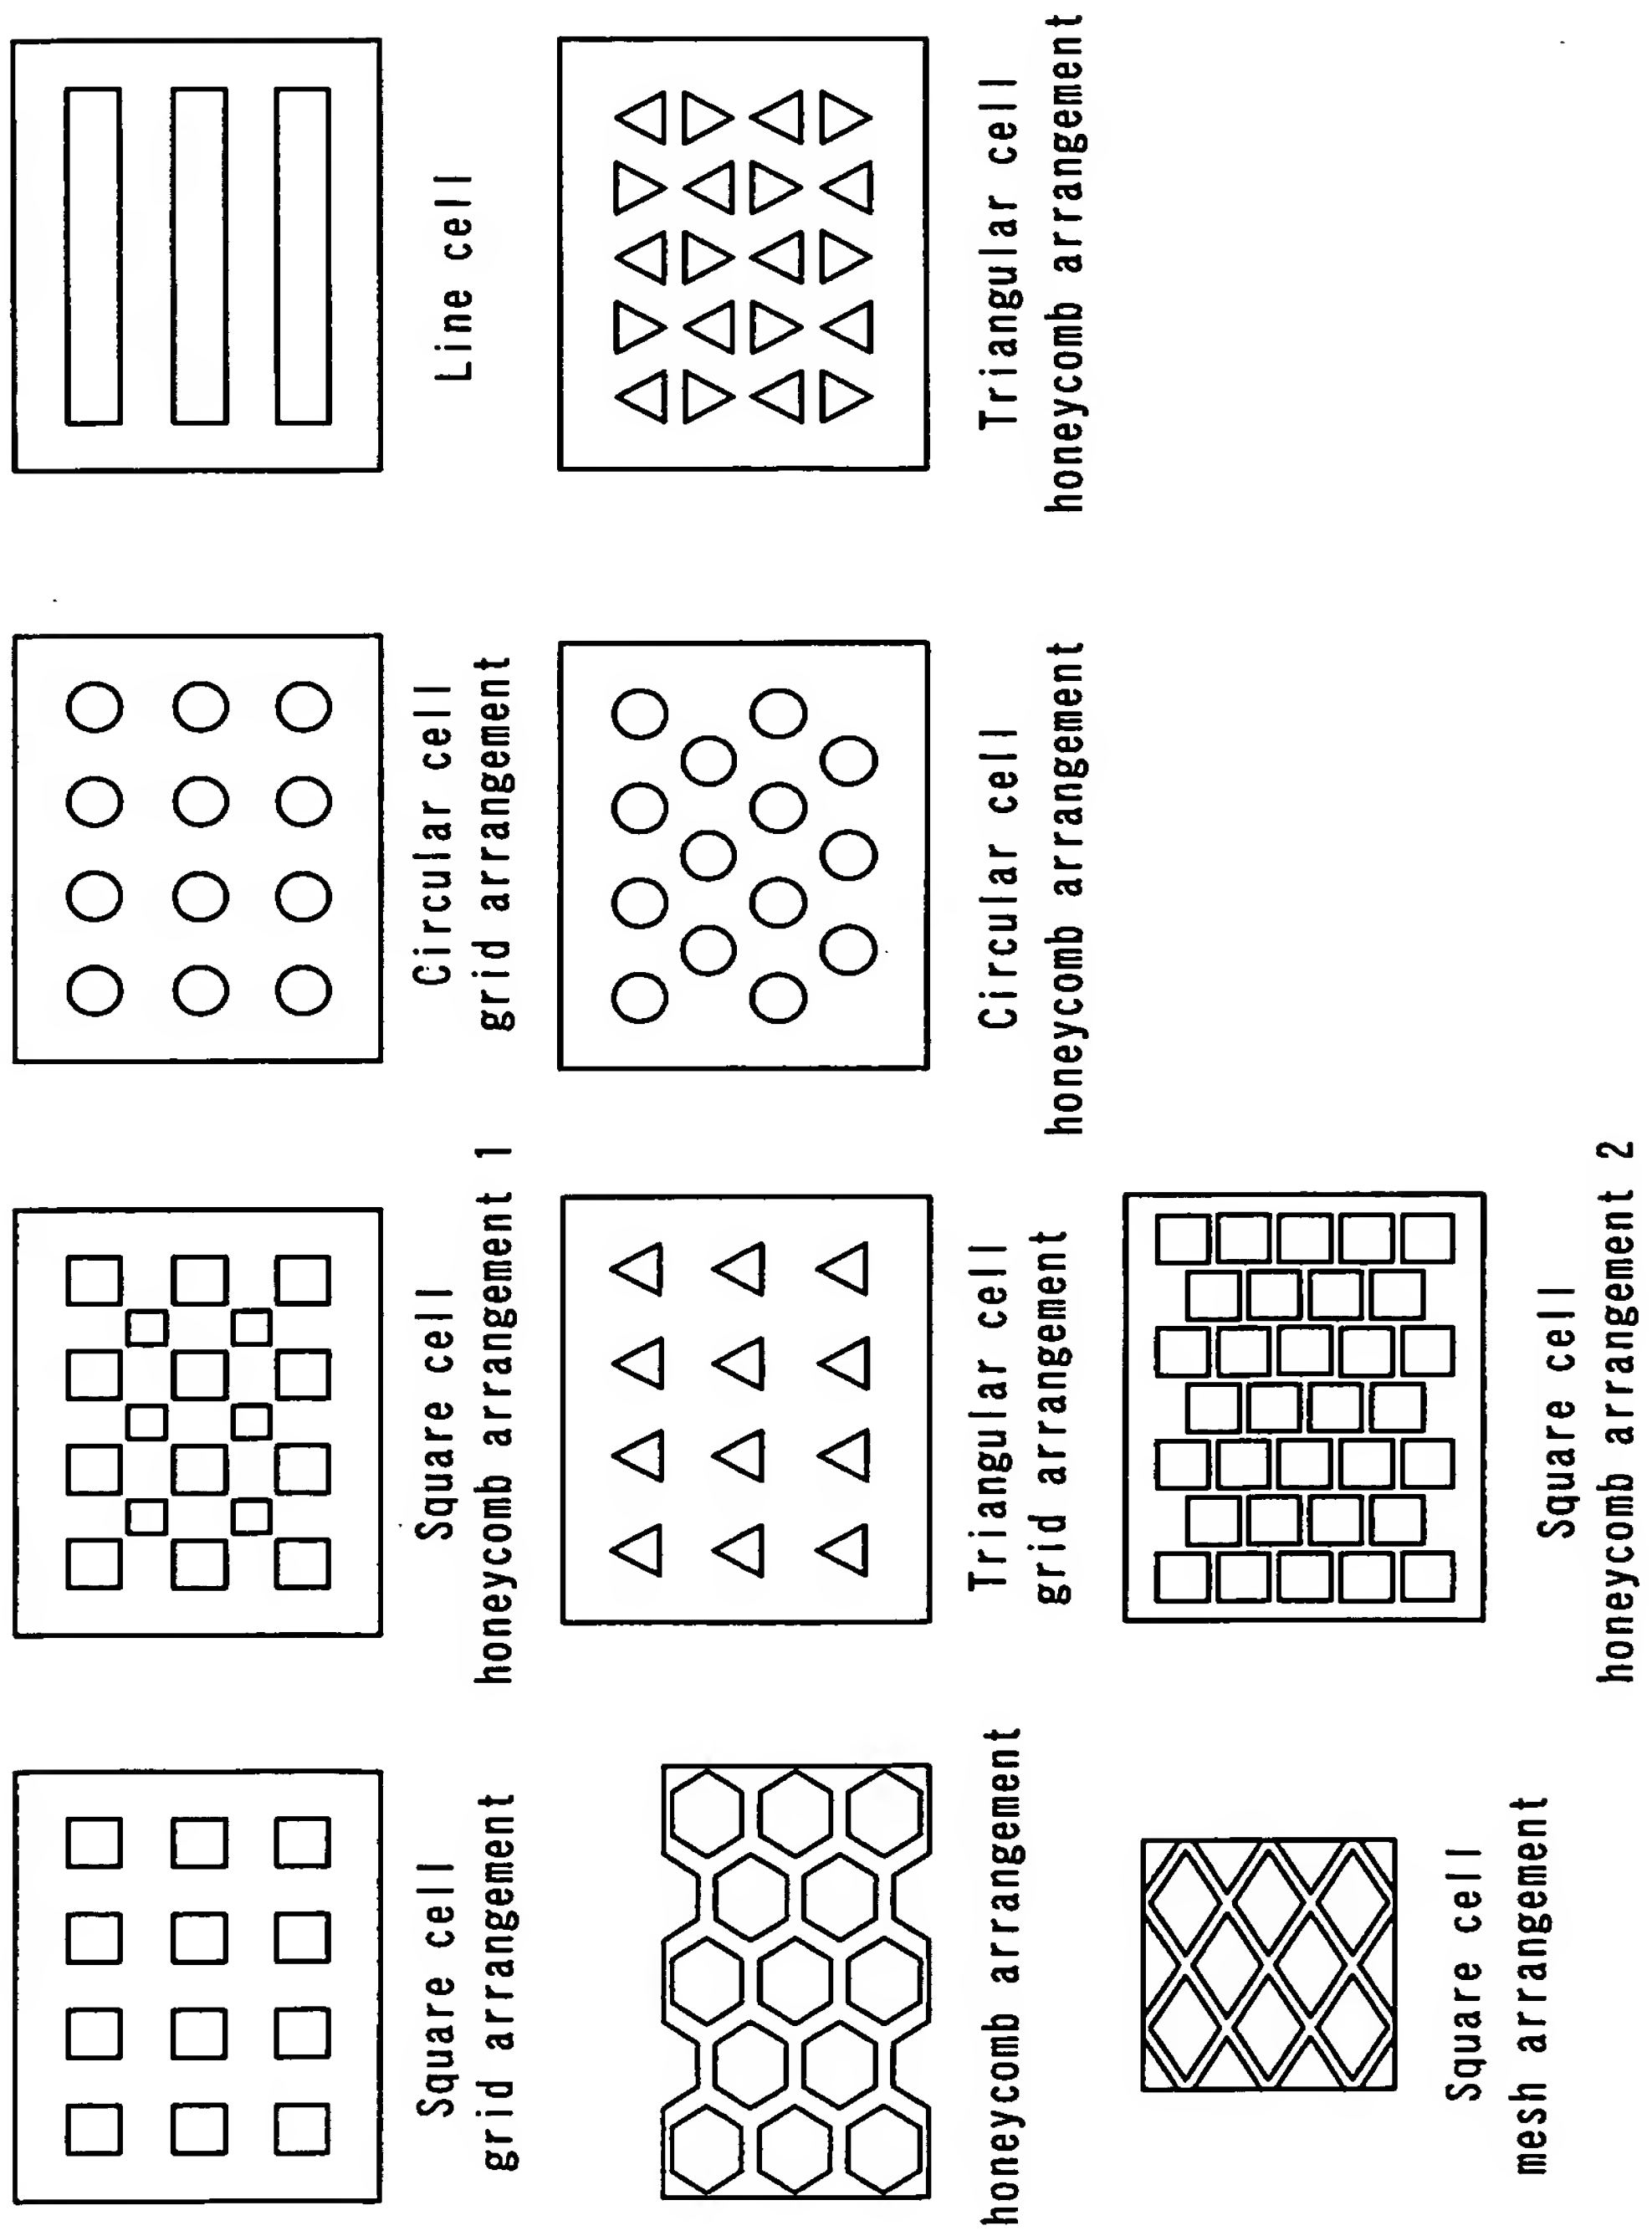 Square cell
grid arrangement
Square cell
honeycomb arrangement 1
Circular cell
grid arrangement
Line cell
honeycomb arrangement
Triangular cell
grid arrangement
Circular cell
honeycomb arrangement
Triangular cell
honeycomb arrangement
Square cell
mesh arrangement
Square cell
honeycomb arrangement 2